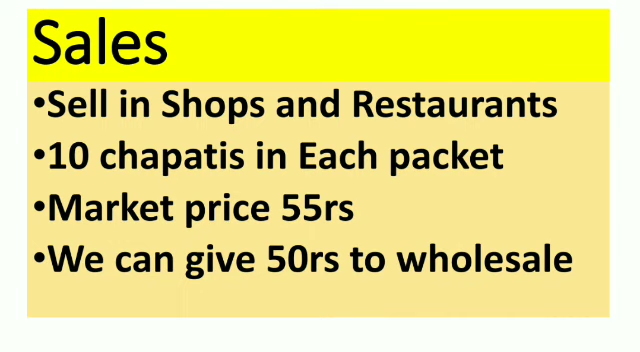 Sales
•Sell in Shops and Restaurants
•10 chapatis in Each packet
•Market price 55rs
•We can give 50rs to wholesale